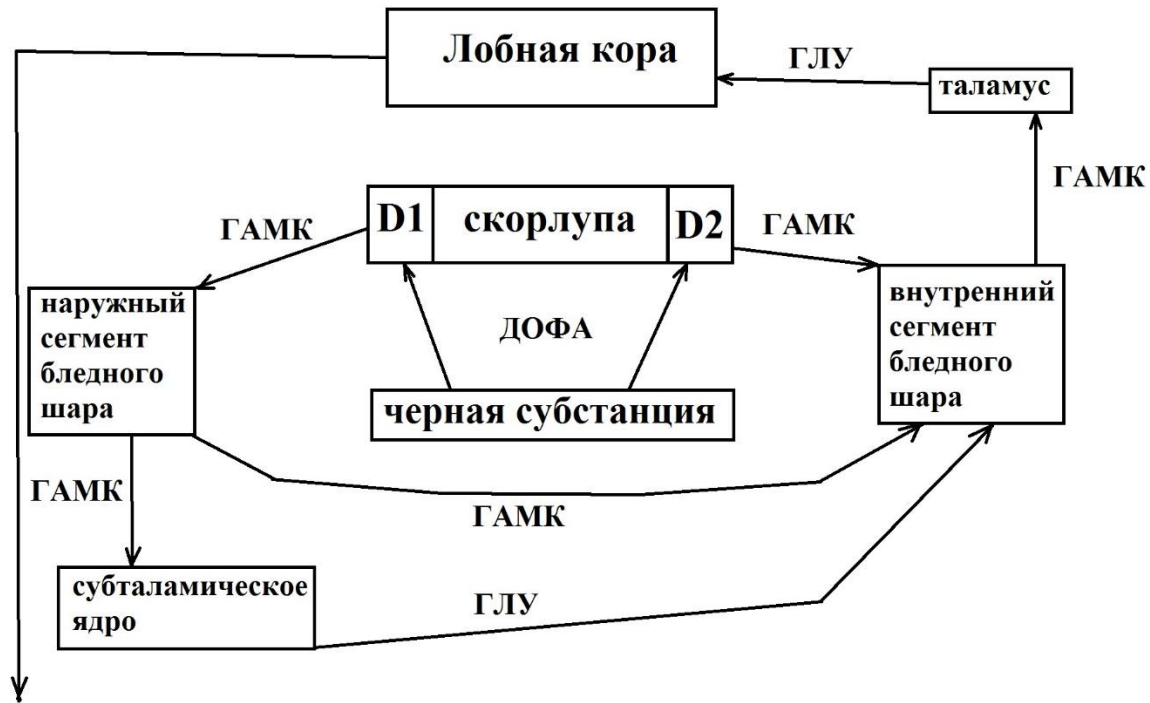 Лобная кора
ГЛУ
таламус
ГАМК
D1
скорлупа
D2
ГАМК
ГАМК
наружный
сегмент
бледного
шара
ДОФА
внутренний
сегмент
бледного
шара
черная субстанция
ГАМК
ГАМК
субталамическое
ядро
ГЛУ